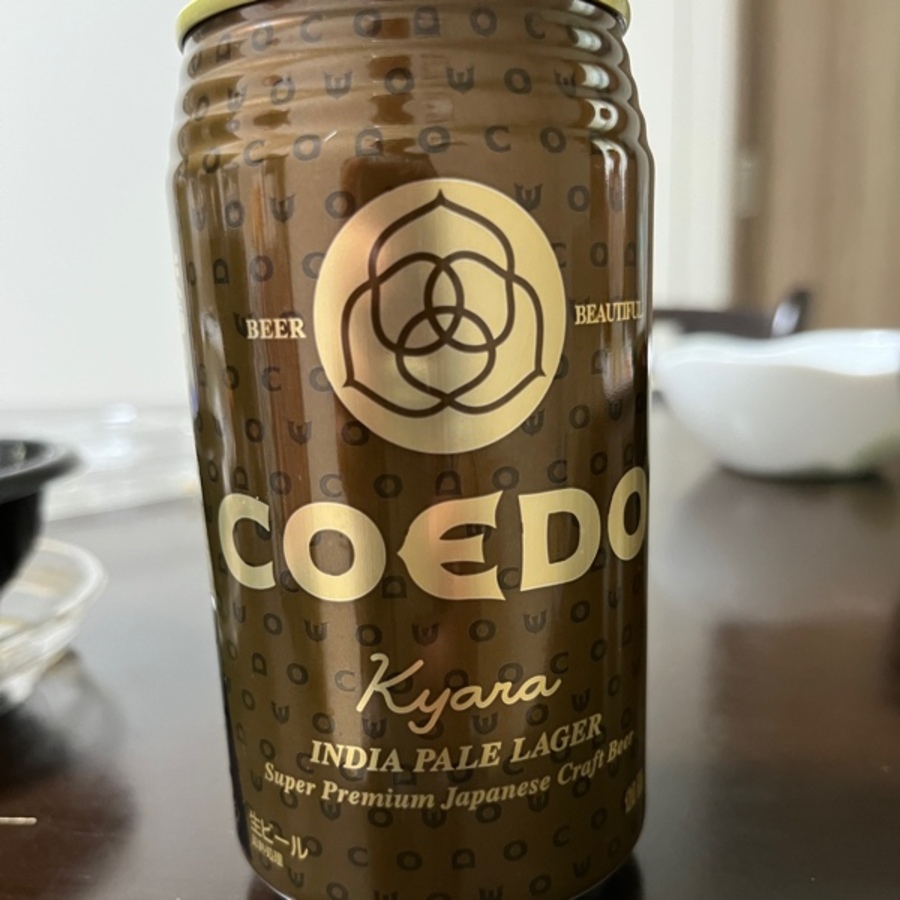 BEER
BEAUTIFUL
COEDO
Kyara
INDIA PALE LAGER
Super Premium Japanese Craft Beer
生ビール